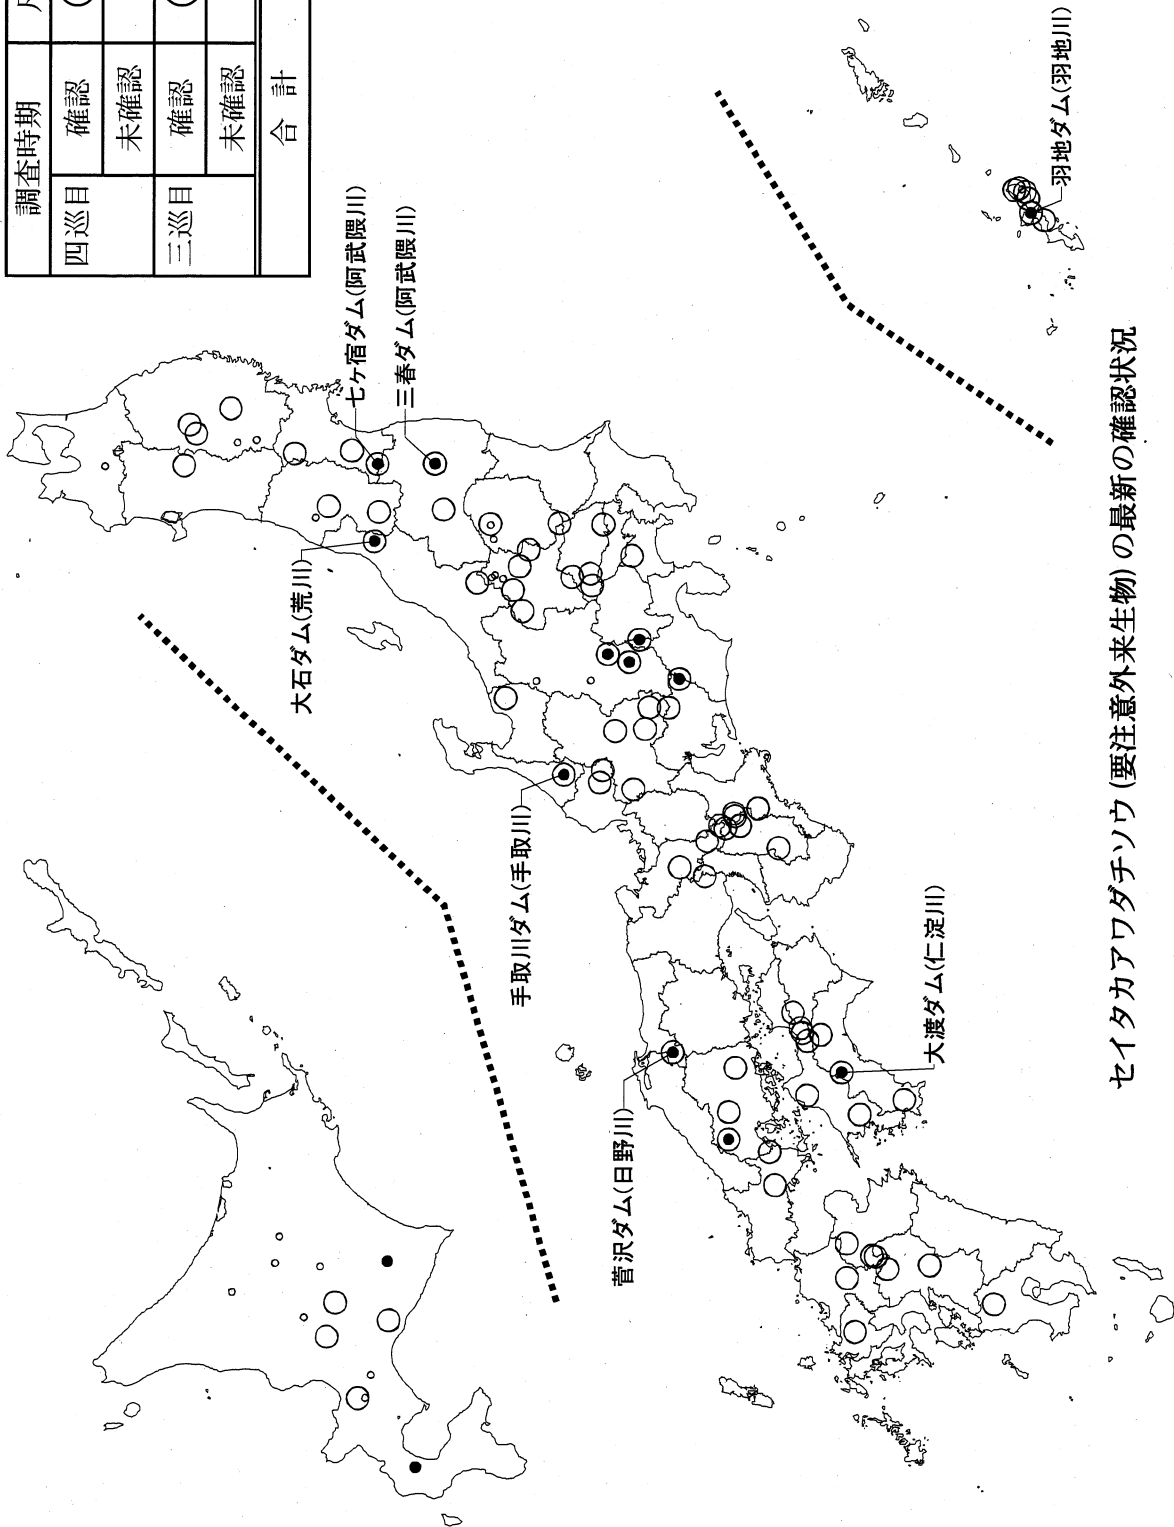 調査時期
四巡目
確認
未確認
三巡目
確認
未確認
合計
七ヶ宿ダム(阿武隈川)
三春ダム(阿武隈川)
大石ダム(荒川)
手取川ダム(手取川)
菅沢ダム(日野川)
大渡ダム(仁淀川)
羽地ダム(羽地川)
セイタカアワダチソウ(要注意外来生物)の最新の確認状況